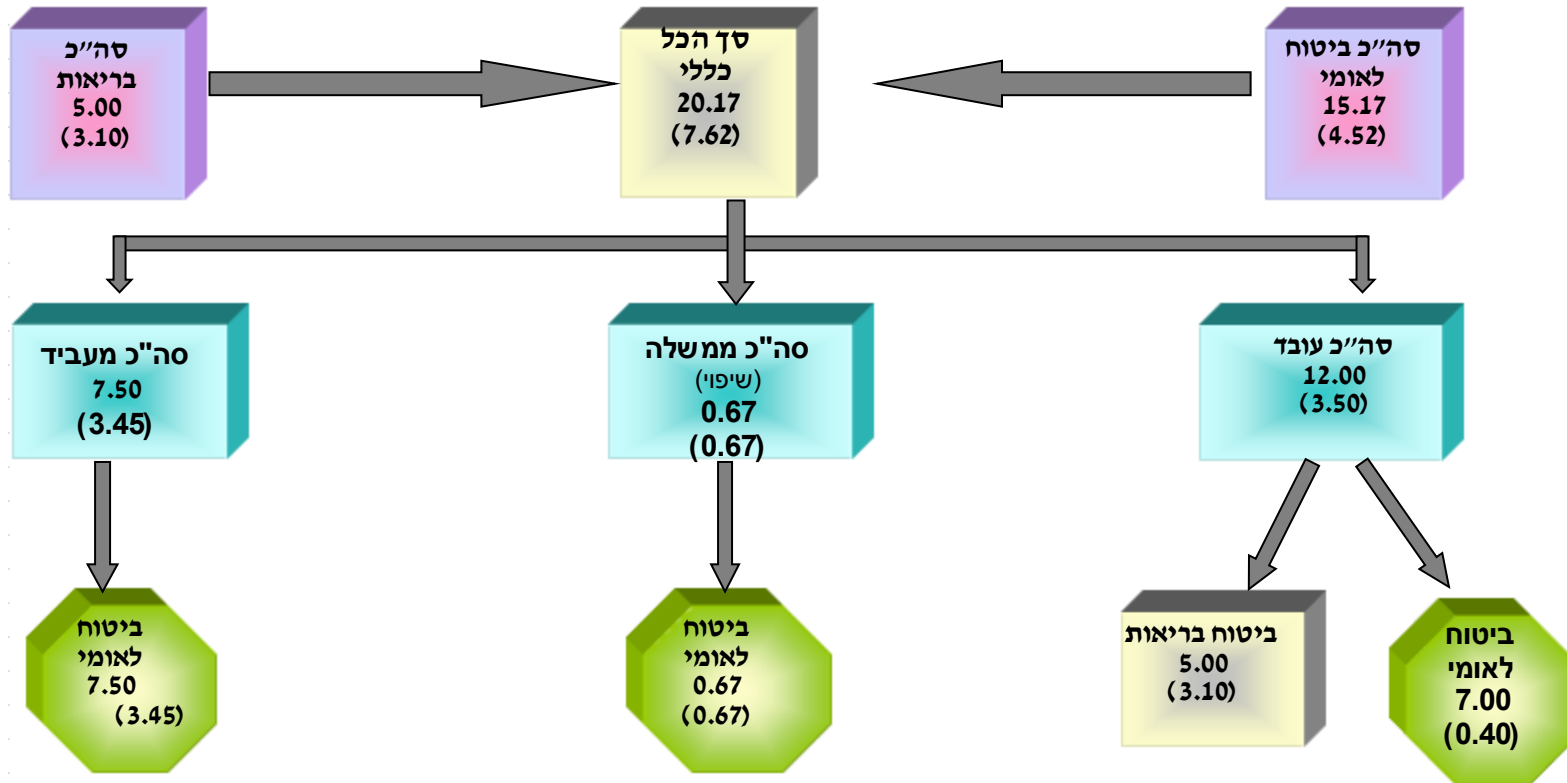 סה״כ ביטוח
לאומי
15.17
(4.52)
סך הכל
כללי
20.17
(7.62)
סה״כ
בריאות
5.00
(3.10)
סה״כ עובד
12.00
(3.50)
סה"כ ממשלה
(שיפוי)
0.67
(0.67)
סה"כ מעביד
7.50
(3.45)
ביטוח
לאומי
7.00
(0.40)
ביטוח בריאות
5.00
(3.10)
ביטוח
לאומי
0.67
(0.67)
ביטוח
לאומי
7.50
(3.45)